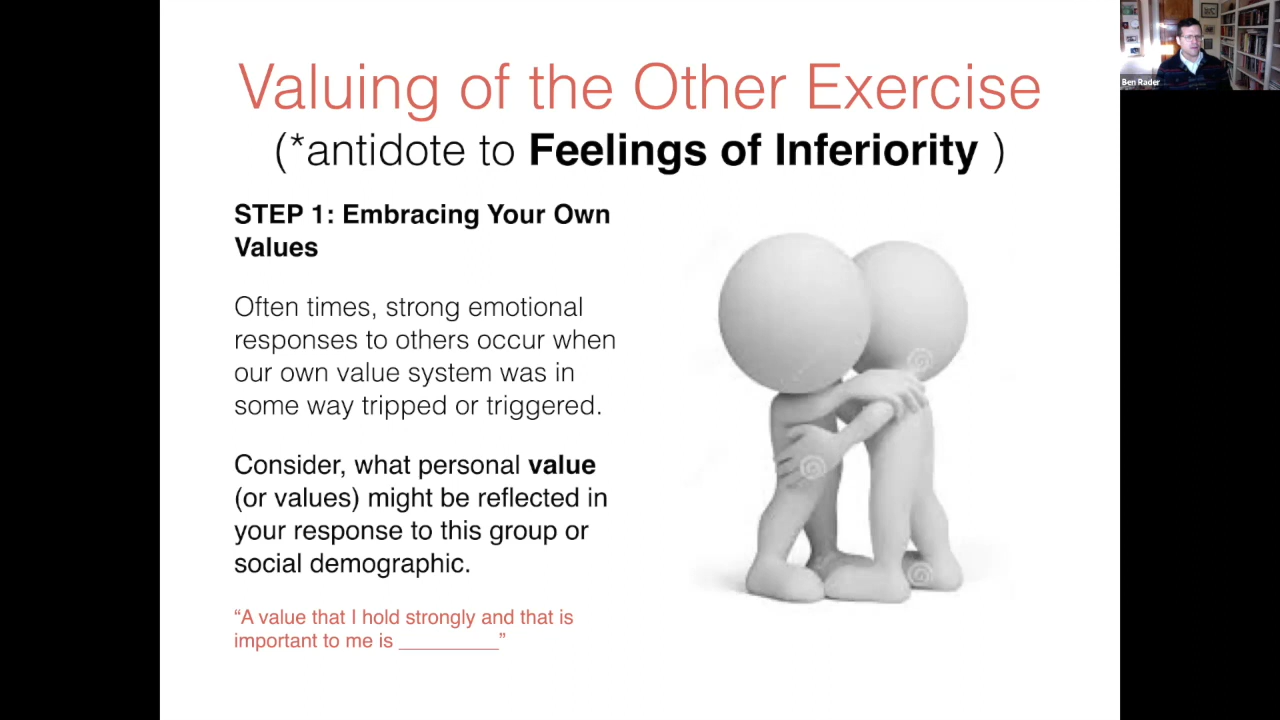 Valuing of the Other Exercise
(*antidote to Feelings of Inferiority )
STEP 1: Embracing Your Own
Values
Often times, strong emotional
responses to others occur when
our own value system was in
some way tripped or triggered.
Consider, what personal value
(or values) might be reflected in
your response to this group or
social demographic.
“A value that I hold strongly and that is
important to me is __________”
Ben Rader